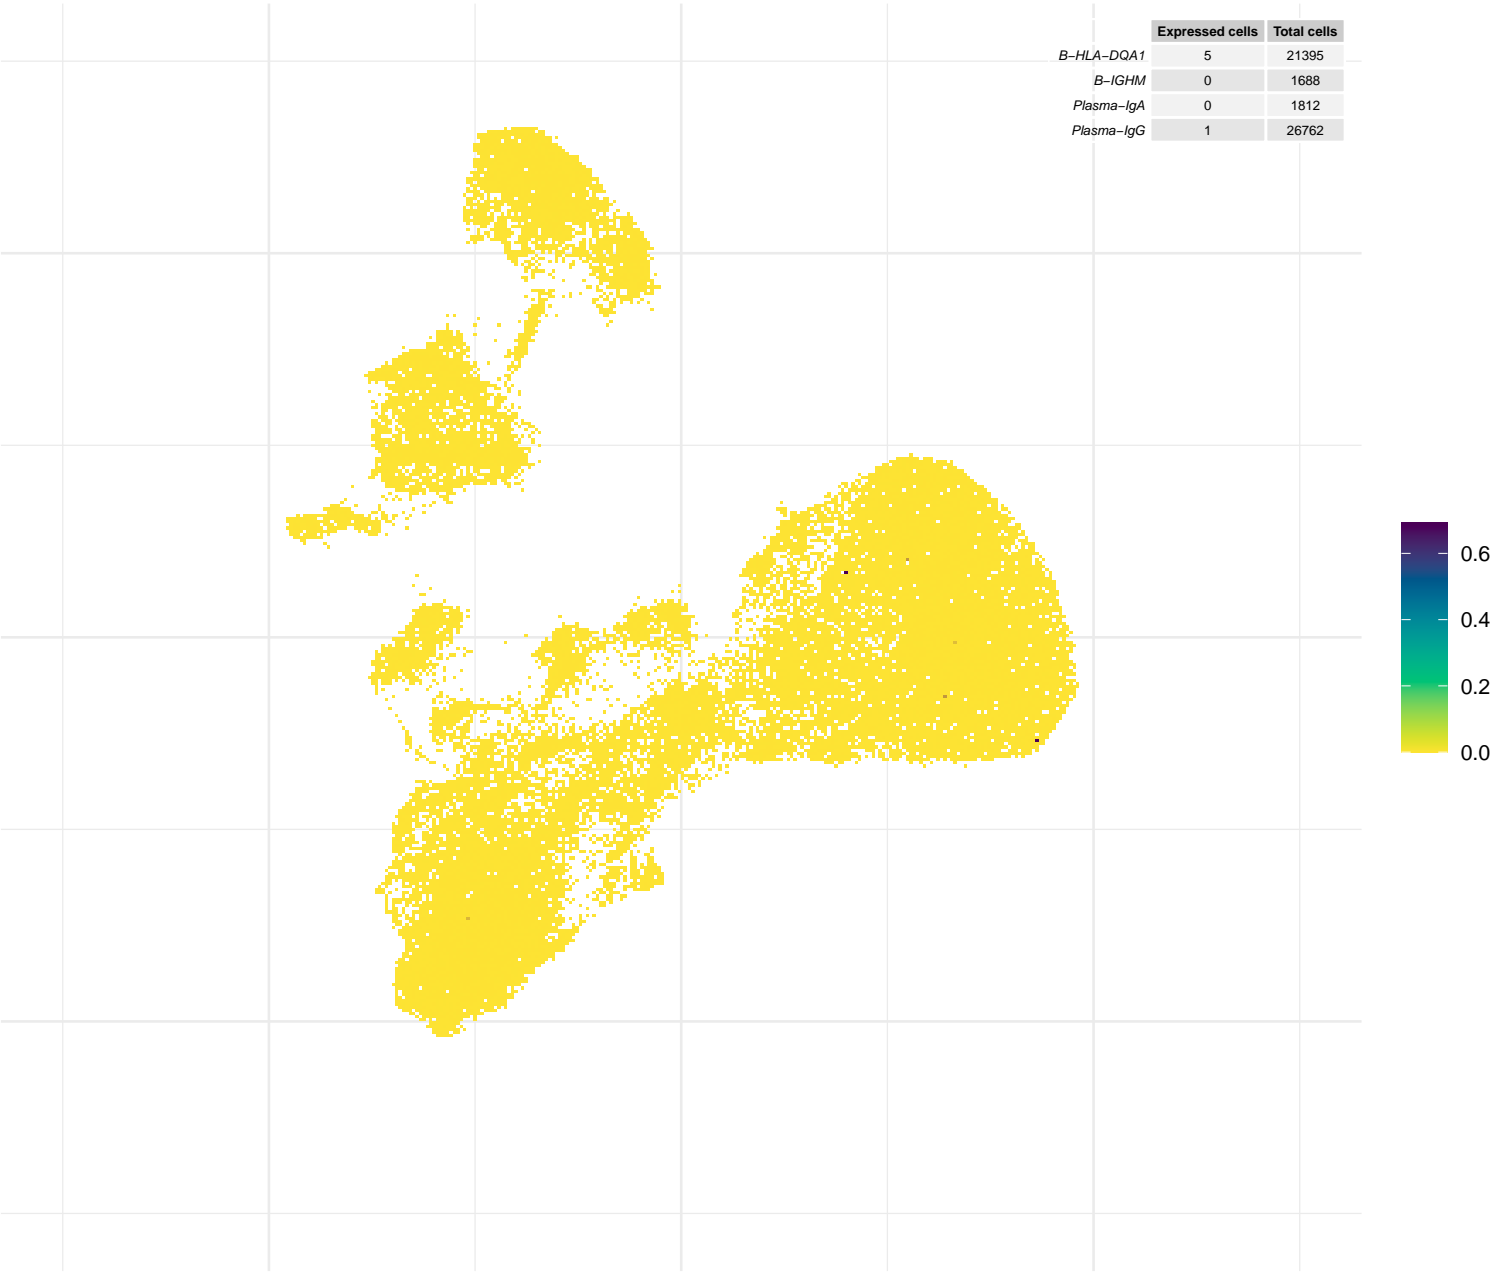 Expressed cells Total cells
B−HLA−DQA1 5 21395
B−IGHM 0 1688
Plasma−IgA 0 1812
Plasma−IgG 1 26762
0.6
0.4
0.2
0.0